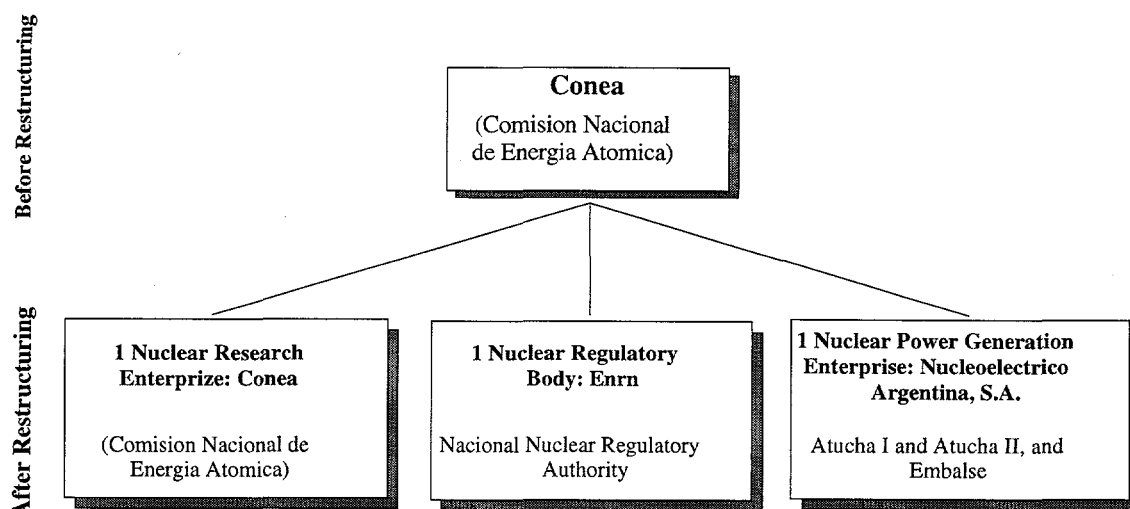 Before Restructuring
Conea
(Comision Nacional
de Energia Atomica)
After Restructuring
1 Nuclear Research
Enterprize: Conea
(Comision Nacional de
Energia Atomica)
1 Nuclear Regulatory
Body: Enrn
Nacional Nuclear Regulatory
Authority
1 Nuclear Power Generation
Enterprise: Nucleoelectrico
Argentina, S.A.
Atucha I and Atucha II, and
Embalse